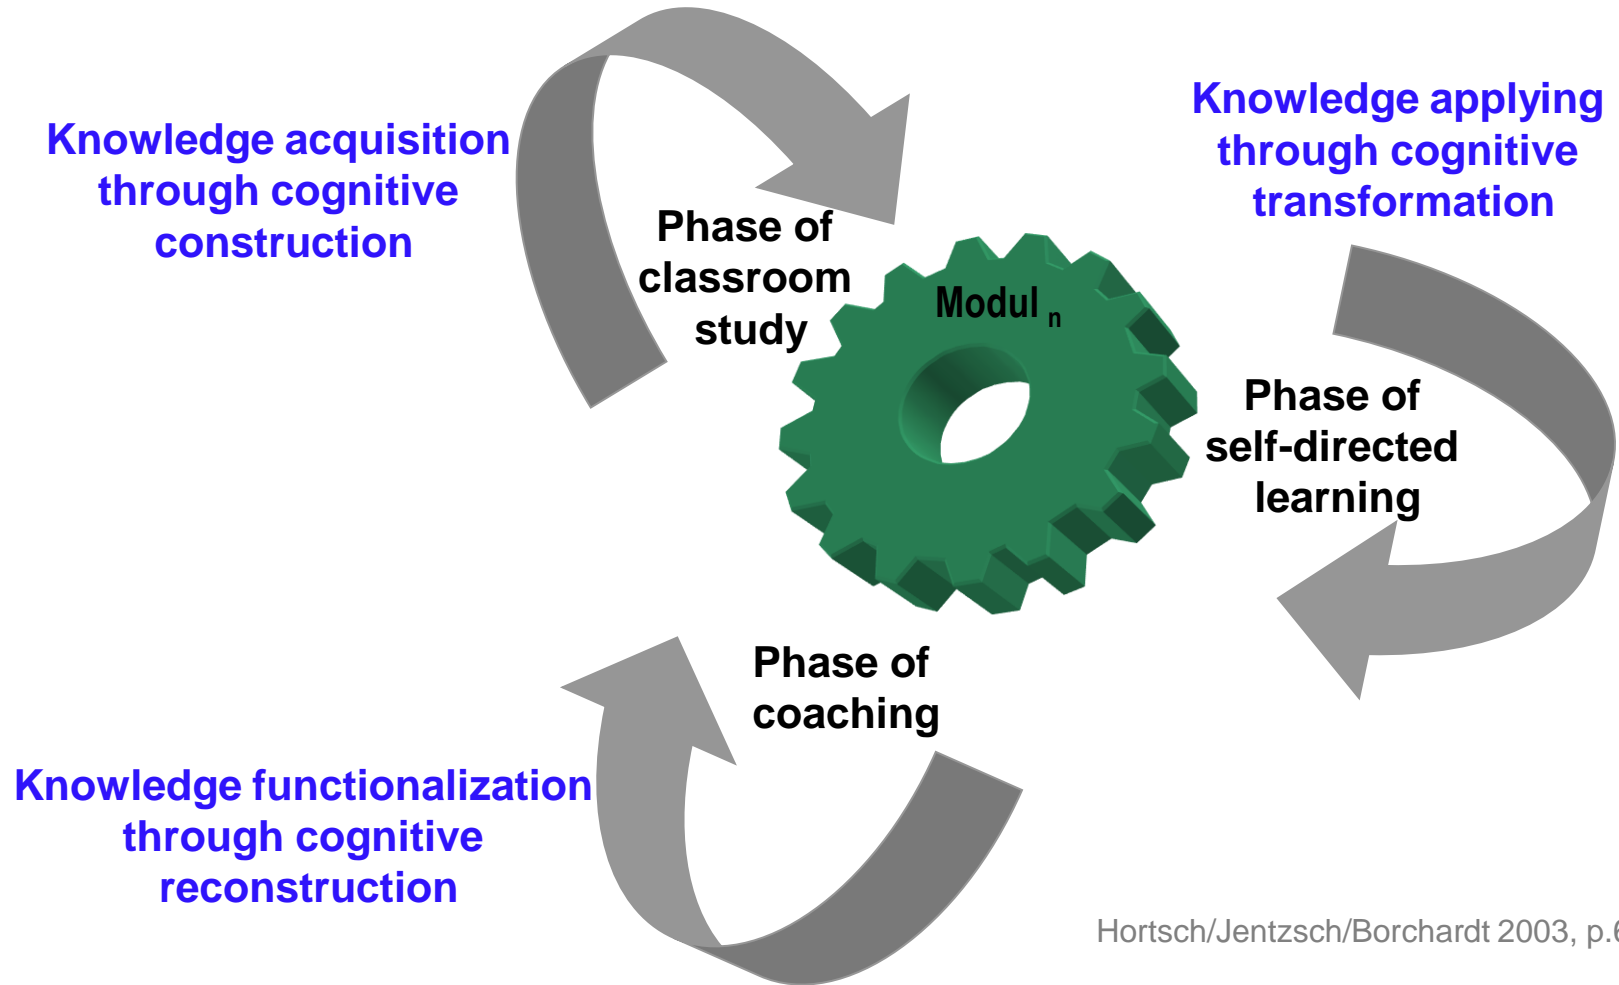 Knowledge acquisition
through cognitive
construction
Phase of
classroom
study
Modul n
Knowledge applying
through cognitive
transformation
Phase of
self-directed
learning
Phase of
coaching
Knowledge functionalization
through cognitive
reconstruction
Hortsch/Jentzsch/Borchardt 2003, p.6